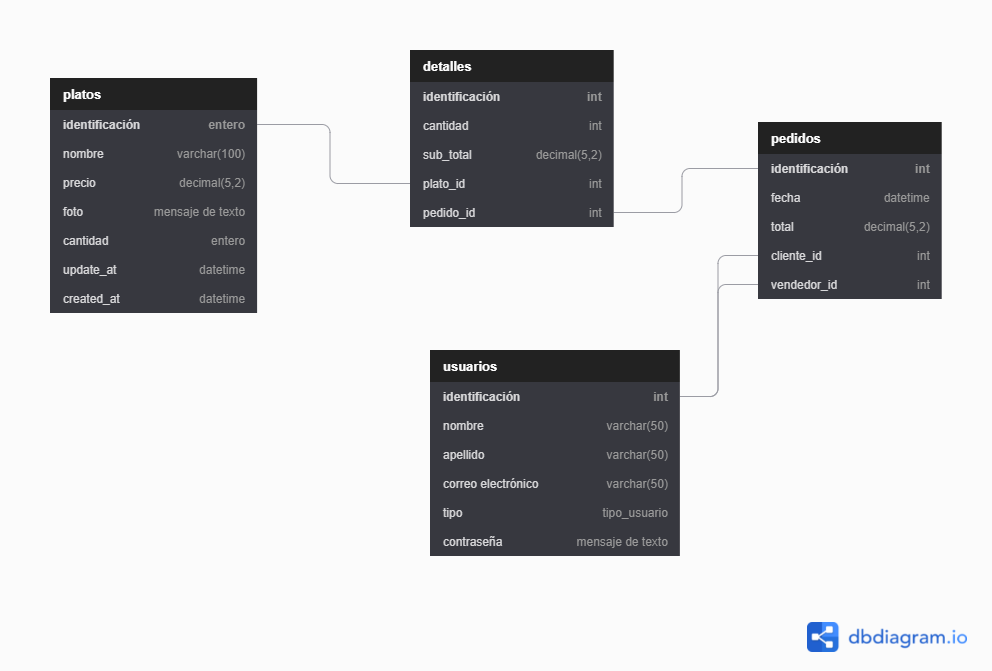 platos
identificación entero
nombre varchar(100)
precio decimal(5,2)
foto mensaje de texto
cantidad entero
update_at datetime
created_at datetime
detalles
identificación int
cantidad int
sub_total decimal(5,2)
plato_id int
pedido_id int
pedidos
identificación int
fecha datetime
total decimal(5,2)
cliente_id int
vendedor_id int
usuarios
identificación int
nombre varchar(50)
apellido varchar(50)
correo electrónico varchar(50)
tipo tipo_usuario
contraseña mensaje de texto
dbdiagram.io